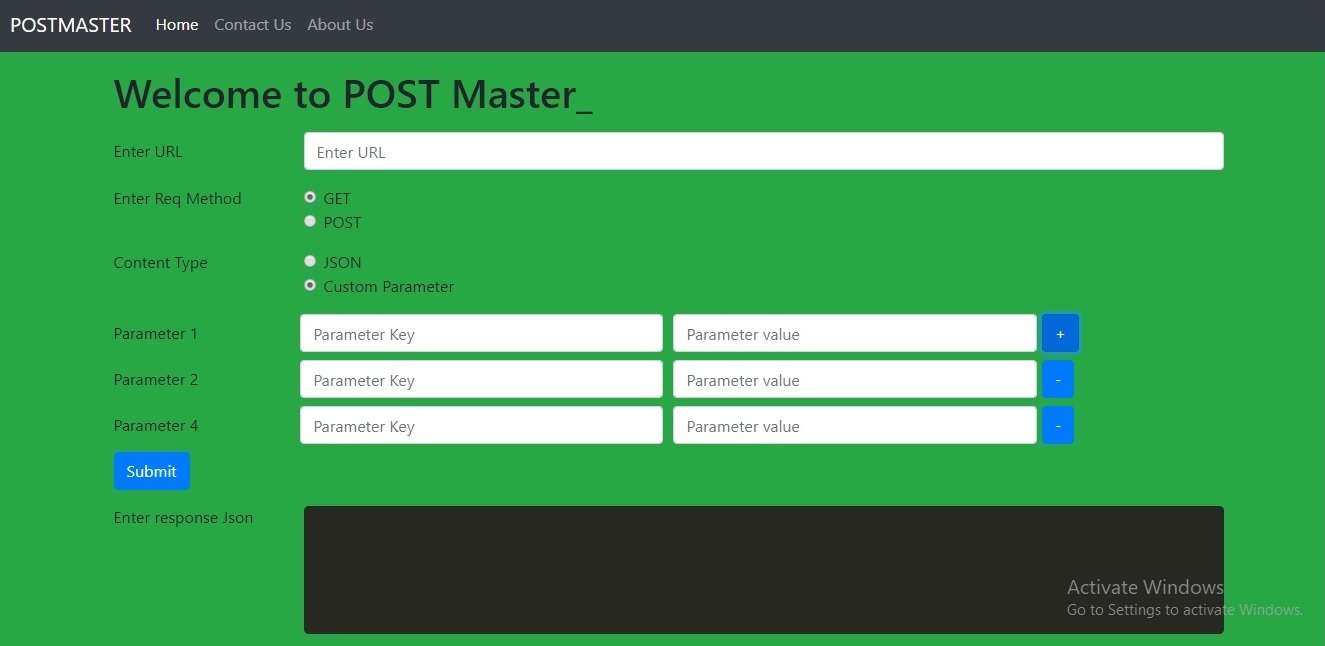 POSTMASTER Home Contact Us About Us
Welcome to POST Master_
Enter URL Enter URL
Enter Req Method GET
POST
Content Type JSON
Custom Parameter
Parameter 1 Parameter Key Parameter value +
Parameter 2 Parameter Key Parameter value -
Parameter 4 Parameter Key Parameter value -
Submit
Enter response Json
Activate Windows
Go to Settings to activate Windows.